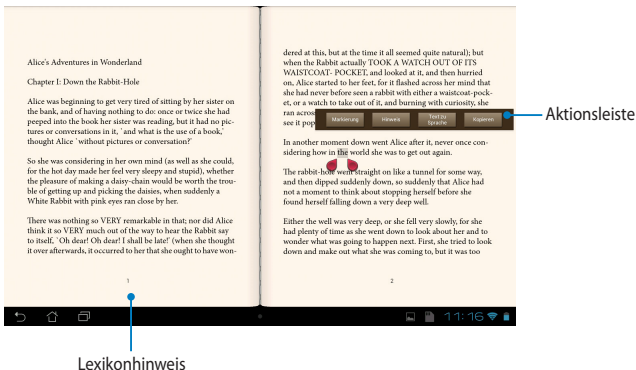 Alice's Adventures in Wonderland
Chapter I: Down the Rabbit-Hole
Alice was beginning to get very tired of sitting by her sister on
the bank, and of having nothing to do: once or twice she had
peeped into the book her sister was reading, but it had no pic-
tures or conversations in it, `and what is the use of a book,'
thought Alice `without pictures or conversation?'
So she was considering in her own mind (as well as she could,
for the hot day made her feel very sleepy and stupid), whether
the pleasure of making a daisy-chain would be worth the trou-
ble of getting up and picking the daisies, when suddenly a
White Rabbit with pink eyes ran close by her.
There was nothing so VERY remarkable in that; nor did Alice
think it so VERY much out of the way to hear the Rabbit say
to itself, `Oh dear! Oh dear! I shall be late!' (when she thought
it over afterwards, it occurred to her that she ought to have won-
1
dered at this, but at the time it all seemed quite natural); but
when the Rabbit actually TOOK A WATCH OUT OF ITS
WAISTCOAT- POCKET, and looked at it, and then hurried
on, Alice started to her feet, for it flashed across her mind that
she had never before seen a rabbit with either a waistcoat-pock-
et, or a watch to take out of it, and burning with curiosity, she
ran across
see it pop
Markierung
Hinweis
Text zu
Sprache
Kopieren
In another moment down went Alice after it, never once con-
sidering how in the world she was to get out again.
The rabbit-hole went straight on like a tunnel for some way,
and then dipped suddenly down, so suddenly that Alice had
not a moment to think about stopping herself before she
found herself falling down a very deep well.
Either the well was very deep, or she fell very slowly, for she
had plenty of time as she went down to look about her and to
wonder what was going to happen next. First, she tried to look
down and make out what she was coming to, but it was too
2
11:16
Aktionsleiste
Lexikonhinweis